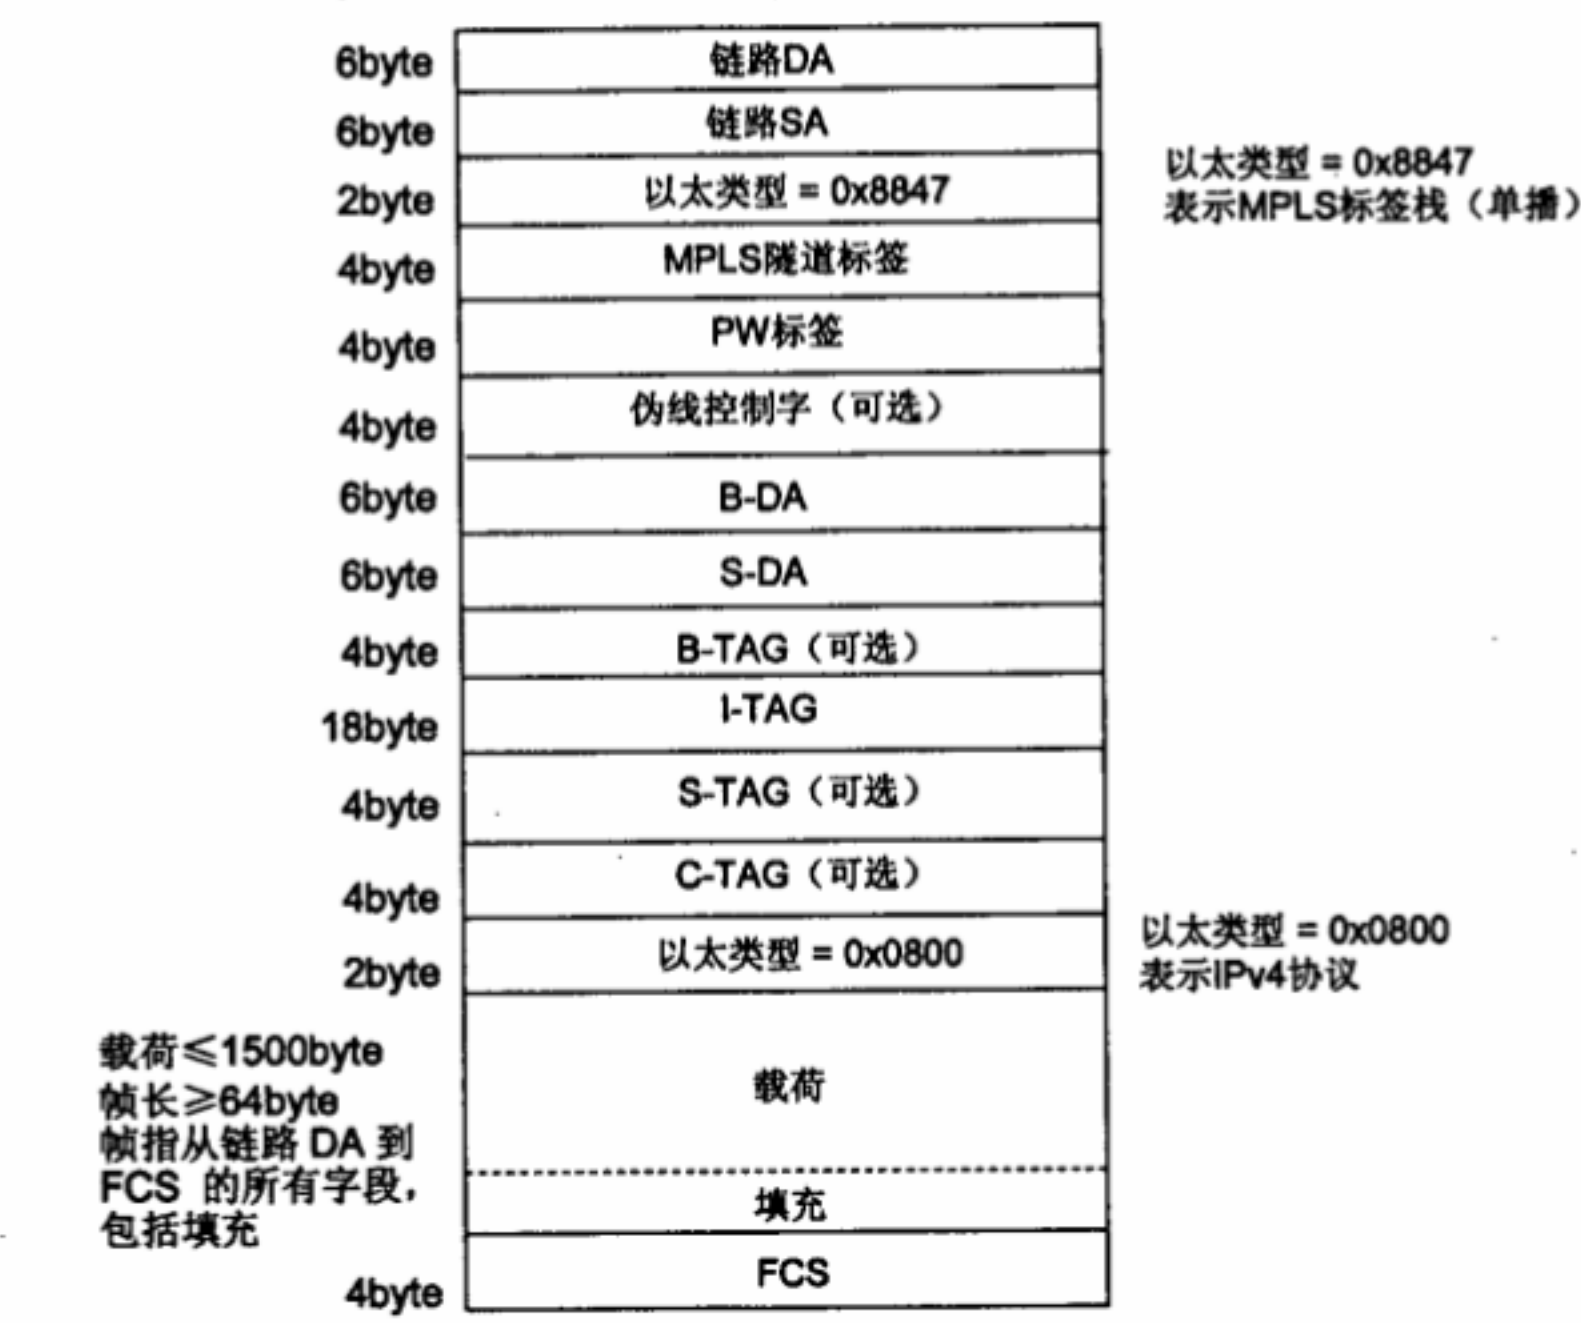 6byte 链路DA
6byte 链路SA
2byte 以太类型 = 0x8847
以太类型 = 0x8847
表示MPLS标签栈（单播）
4byte MPLS隧道标签
4byte PW标签
4byte 伪线控制字（可选）
6byte B-DA
6byte S-DA
4byte B-TAG（可选）
18byte I-TAG
4byte S-TAG（可选）
4byte C-TAG（可选）
2byte 以太类型 = 0x0800
以太类型 = 0x0800
表示IPv4协议
载荷≤1500byte
帧长≥64byte
帧指从链路 DA 到
FCS 的所有字段，
包括填充
载荷
填充
4byte FCS